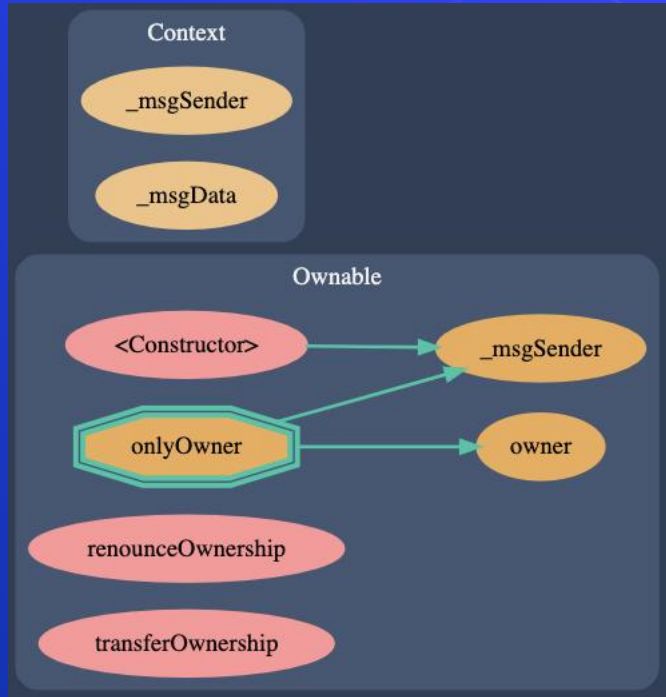 Context
_msgSender
_msgData
Ownable
<Constructor>
_msgSender
onlyOwner
owner
renounceOwnership
transferOwnership